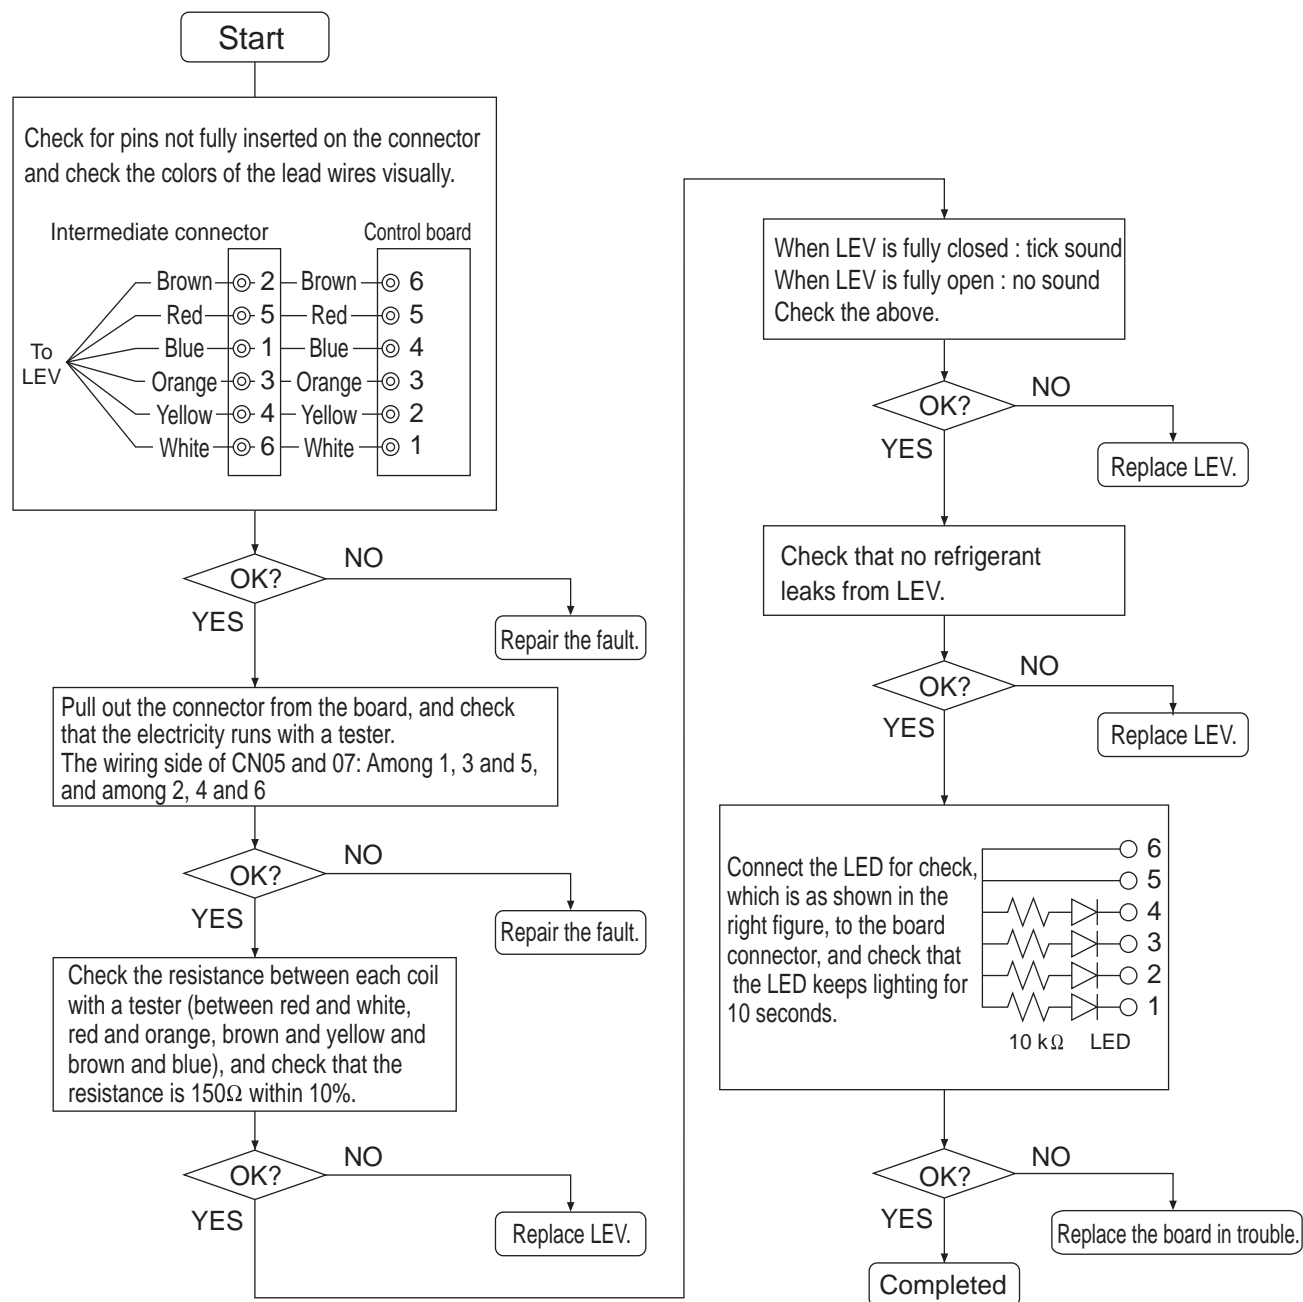 Start
Check for pins not fully inserted on the connector
and check the colors of the lead wires visually.
Intermediate connector Control board
To
LEV
Brown 2 Brown 6
Red 5 Red 5
Blue 1 Blue 4
Orange 3 Orange 3
Yellow 4 Yellow 2
White 6 White 1
OK?
NO
YES
Repair the fault.
Pull out the connector from the board, and check
that the electricity runs with a tester.
The wiring side of CN05 and 07: Among 1, 3 and 5,
and among 2, 4 and 6
OK?
NO
YES
Repair the fault.
Check the resistance between each coil
with a tester (between red and white,
red and orange, brown and yellow and
brown and blue), and check that the
resistance is 150Ω within 10%.
OK?
NO
YES
Replace LEV.
When LEV is fully closed : tick sound
When LEV is fully open : no sound
Check the above.
OK?
NO
YES
Replace LEV.
Check that no refrigerant
leaks from LEV.
OK?
NO
YES
Replace LEV.
Connect the LED for check,
which is as shown in the
right figure, to the board
connector, and check that
the LED keeps lighting for
10 seconds.
6
5
4
3
2
1
10 kΩ LED
OK?
NO
YES
Replace the board in trouble.
Completed